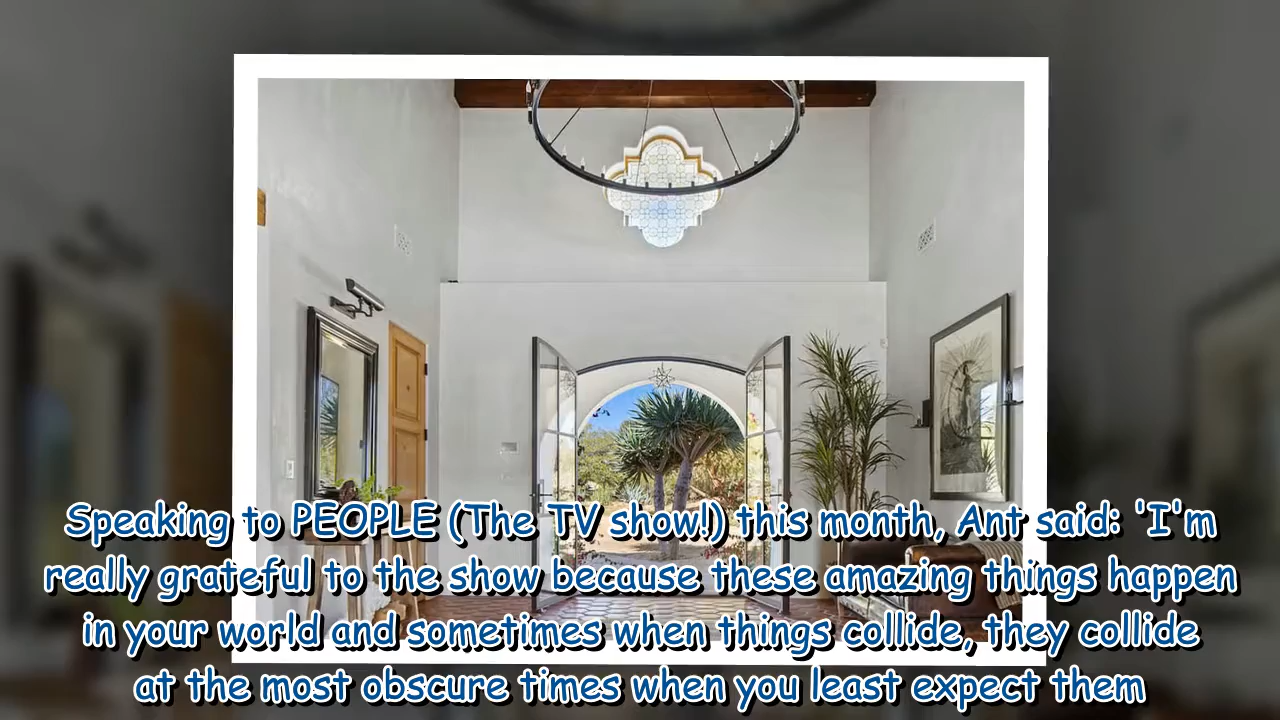 Speaking to PEOPLE (The TV show!) this month, Ant said: 'I'm
really grateful to the show because these amazing things happen
in your world and sometimes when things collide, they collide
at the most obscure times when you least expect them